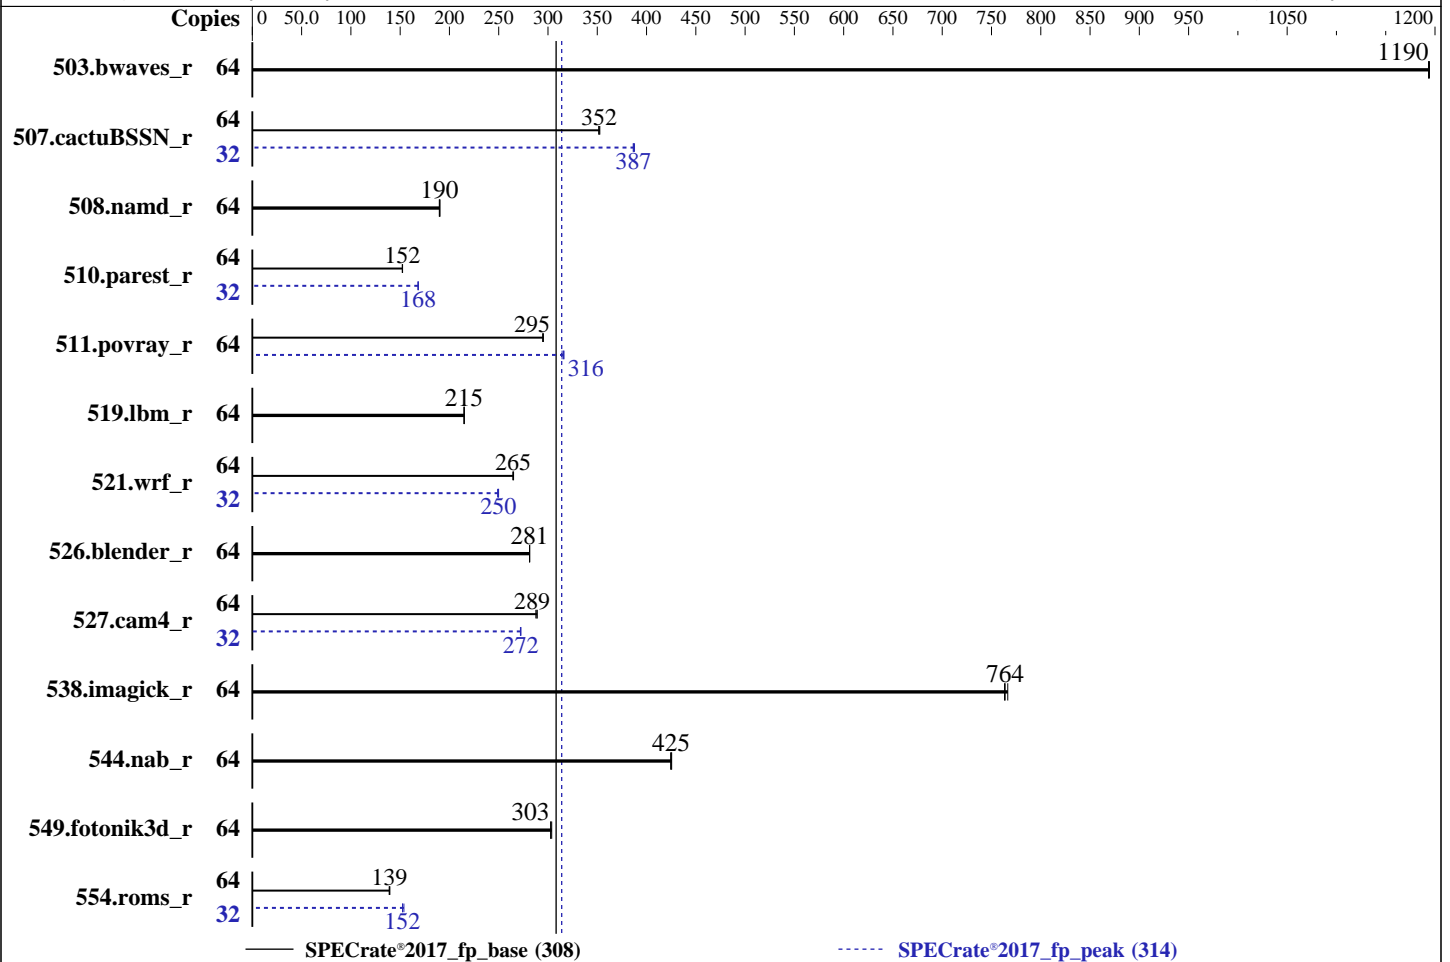 Copies 0 50.0 100 150 200 250 300 350 400 450 500 550 600 650 700 750 800 850 900 950 1050 1200
503.bwaves_r 64 1190
507.cactuBSSN_r 64 352
32 387
508.namd_r 64 190
510.parest_r 64 152
32 168
511.povray_r 64 295
316
519.lbm_r 64 215
521.wrf_r 64 265
32 250
526.blender_r 64 281
527.cam4_r 64 289
32 272
538.imagick_r 64 764
544.nab_r 64 425
549.fotonik3d_r 64 303
554.roms_r 64 139
32 152
SPECrate®2017_fp_base (308) SPECrate®2017_fp_peak (314)